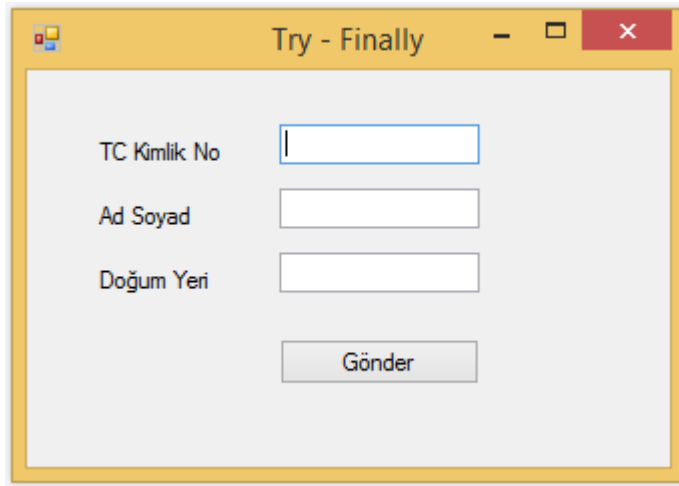 Try - Finally
TC Kimlik No
Ad Soyad
Doğum Yeri
Gönder